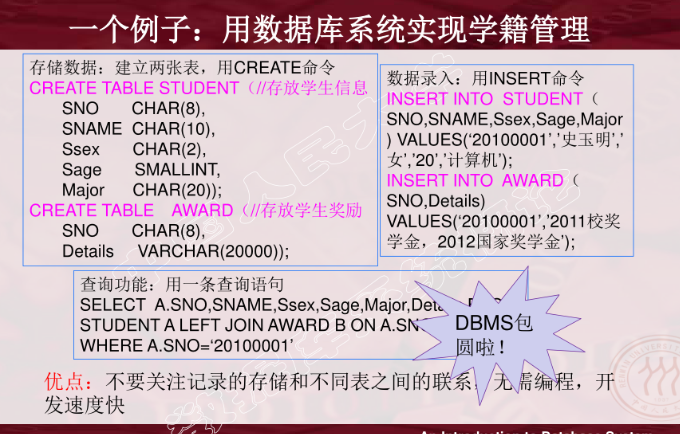 一个例子：用数据库系统实现学籍管理
存储数据：建立两张表，用CREATE命令
CREATE TABLE STUDENT（//存放学生信息
SNO CHAR(8),
SNAME CHAR(10),
Ssex CHAR(2),
Sage SMALLINT,
Major CHAR(20));
CREATE TABLE AWARD（//存放学生奖励
SNO CHAR(8),
Details VARCHAR(20000));
数据录入：用INSERT命令
INSERT INTO STUDENT（
SNO,SNAME,Ssex,Sage,Major
) VALUES(‘20100001’,’史玉明’,’
女’,’20’,’计算机’);
INSERT INTO AWARD（
SNO,Details)
VALUES(‘20100001’,’2011校奖
学金，2012国家奖学金’);
查询功能：用一条查询语句
SELECT A.SNO,SNAME,Ssex,Sage,Major,Deta
STUDENT A LEFT JOIN AWARD B ON A.SN
WHERE A.SNO=‘20100001’
DBMS包
圆啦！
优点：不要关注记录的存储和不同表之间的联系，无需编程，开
发速度快